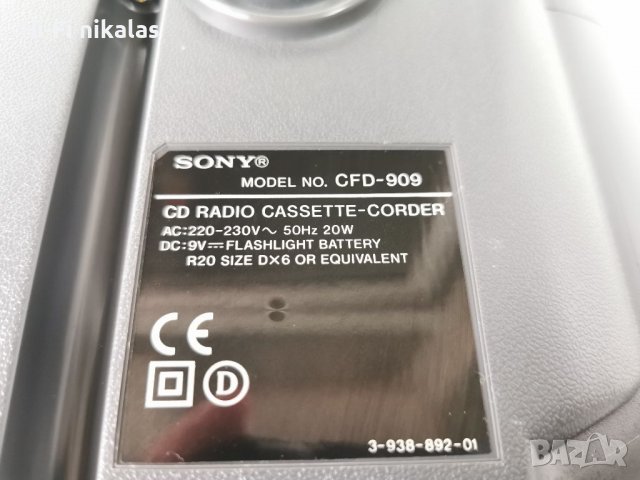 SONY®
MODEL NO. CFD-909
CD RADIO CASSETTE-CORDER
AC:220-230V∼ 50Hz 20W
DC:9V⎓FLASHLIGHT BATTERY
R20 SIZE D×6 OR EQUIVALENT
CE
D
3-938-892-01
BAZAR